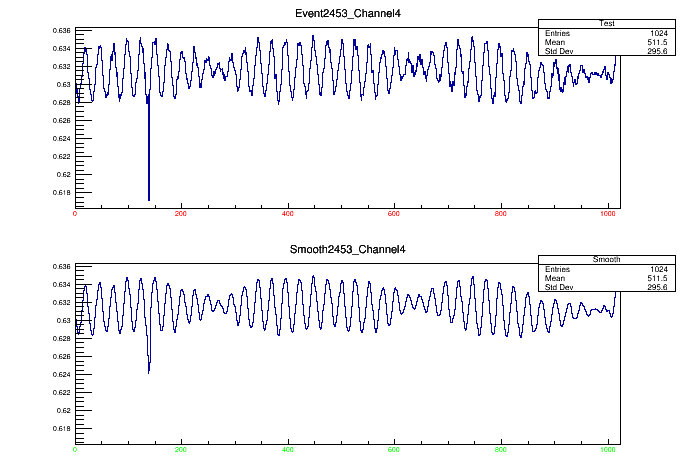 Event2453_Channel4
Test
Entries 1024
Mean 511.5
Std Dev 295.6
0.636
0.634
0.632
0.63
0.628
0.626
0.624
0.622
0.62
0.618
0 200 400 600 800 1000
Smooth2453_Channel4
Smooth
Entries 1024
Mean 511.5
Std Dev 295.6
0.636
0.634
0.632
0.63
0.628
0.626
0.624
0.622
0.62
0.618
0 200 400 600 800 1000